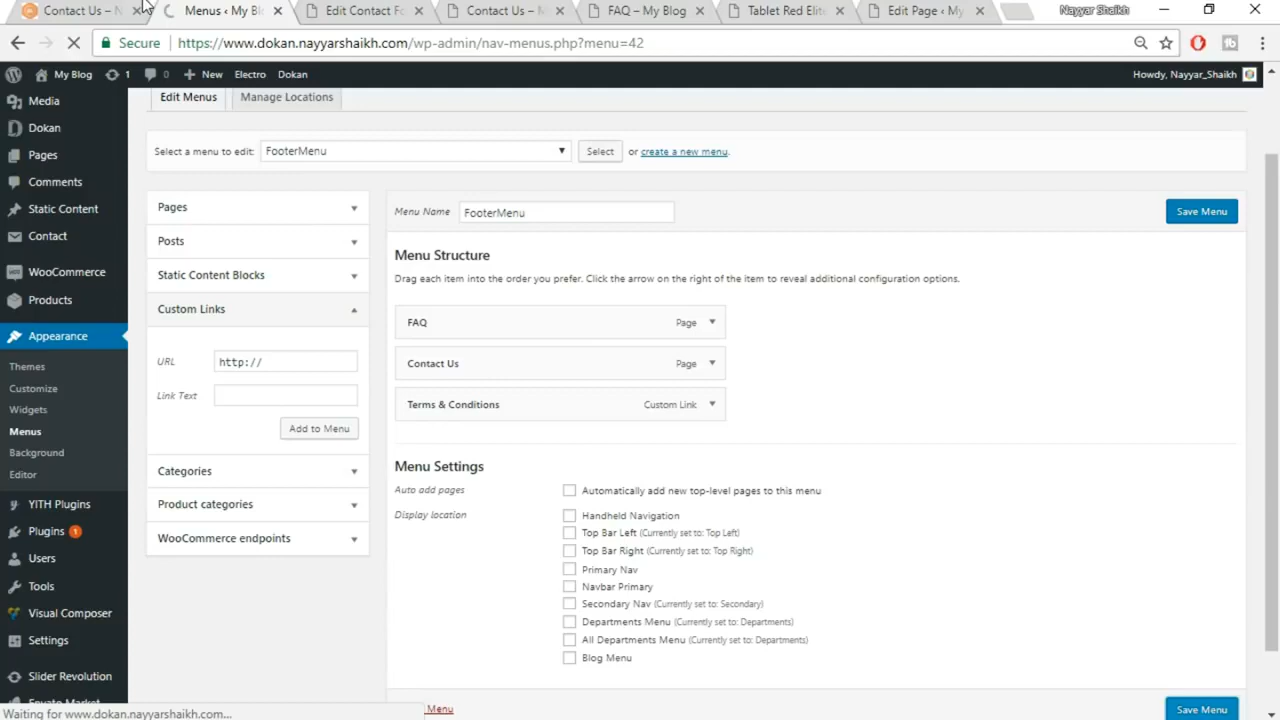 Contact Us – N
Menus ‹ My Bl
Edit Contact Fo
Contact Us – M
FAQ – My Blog
Tablet Red Elite
Edit Page ‹ My
Nayyar Shaikh
Secure
https://www.dokan.nayyarshaikh.com/wp-admin/nav-menus.php?menu=42
My Blog 1 New Electro Dokan
Howdy, Nayyar_Shaikh
Media
Dokan
Pages
Comments
Static Content
Contact
WooCommerce
Products
Appearance
Themes
Customize
Widgets
Menus
Background
Editor
YITH Plugins
Plugins 1
Users
Tools
Visual Composer
Settings
Slider Revolution
Envato Market
Edit Menus
Manage Locations
Select a menu to edit: FooterMenu Select or create a new menu.
Pages
Posts
Static Content Blocks
Custom Links
URL http://
Link Text
Add to Menu
Categories
Product categories
WooCommerce endpoints
Menu Name FooterMenu
Save Menu
Menu Structure
Drag each item into the order you prefer. Click the arrow on the right of the item to reveal additional configuration options.
FAQ Page
Contact Us Page
Terms & Conditions Custom Link
Menu Settings
Auto add pages Automatically add new top-level pages to this menu
Display location Handheld Navigation
Top Bar Left (Currently set to: Top Left)
Top Bar Right (Currently set to: Top Right)
Primary Nav
Navbar Primary
Secondary Nav (Currently set to: Secondary)
Departments Menu (Currently set to: Departments)
All Departments Menu (Currently set to: Departments)
Blog Menu
Menu
Save Menu
Waiting for www.dokan.nayyarshaikh.com...